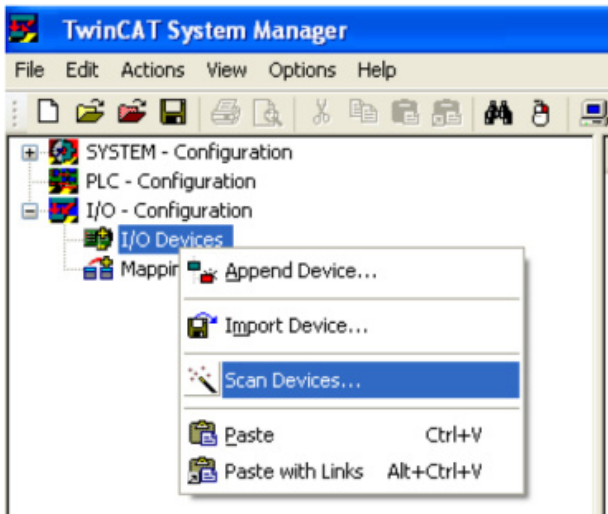 TwinCAT System Manager
File Edit Actions View Options Help
SYSTEM - Configuration
PLC - Configuration
I/O - Configuration
I/O Devices
Append Device...
Import Device...
Scan Devices...
Paste Ctrl+V
Paste with Links Alt+Ctrl+V